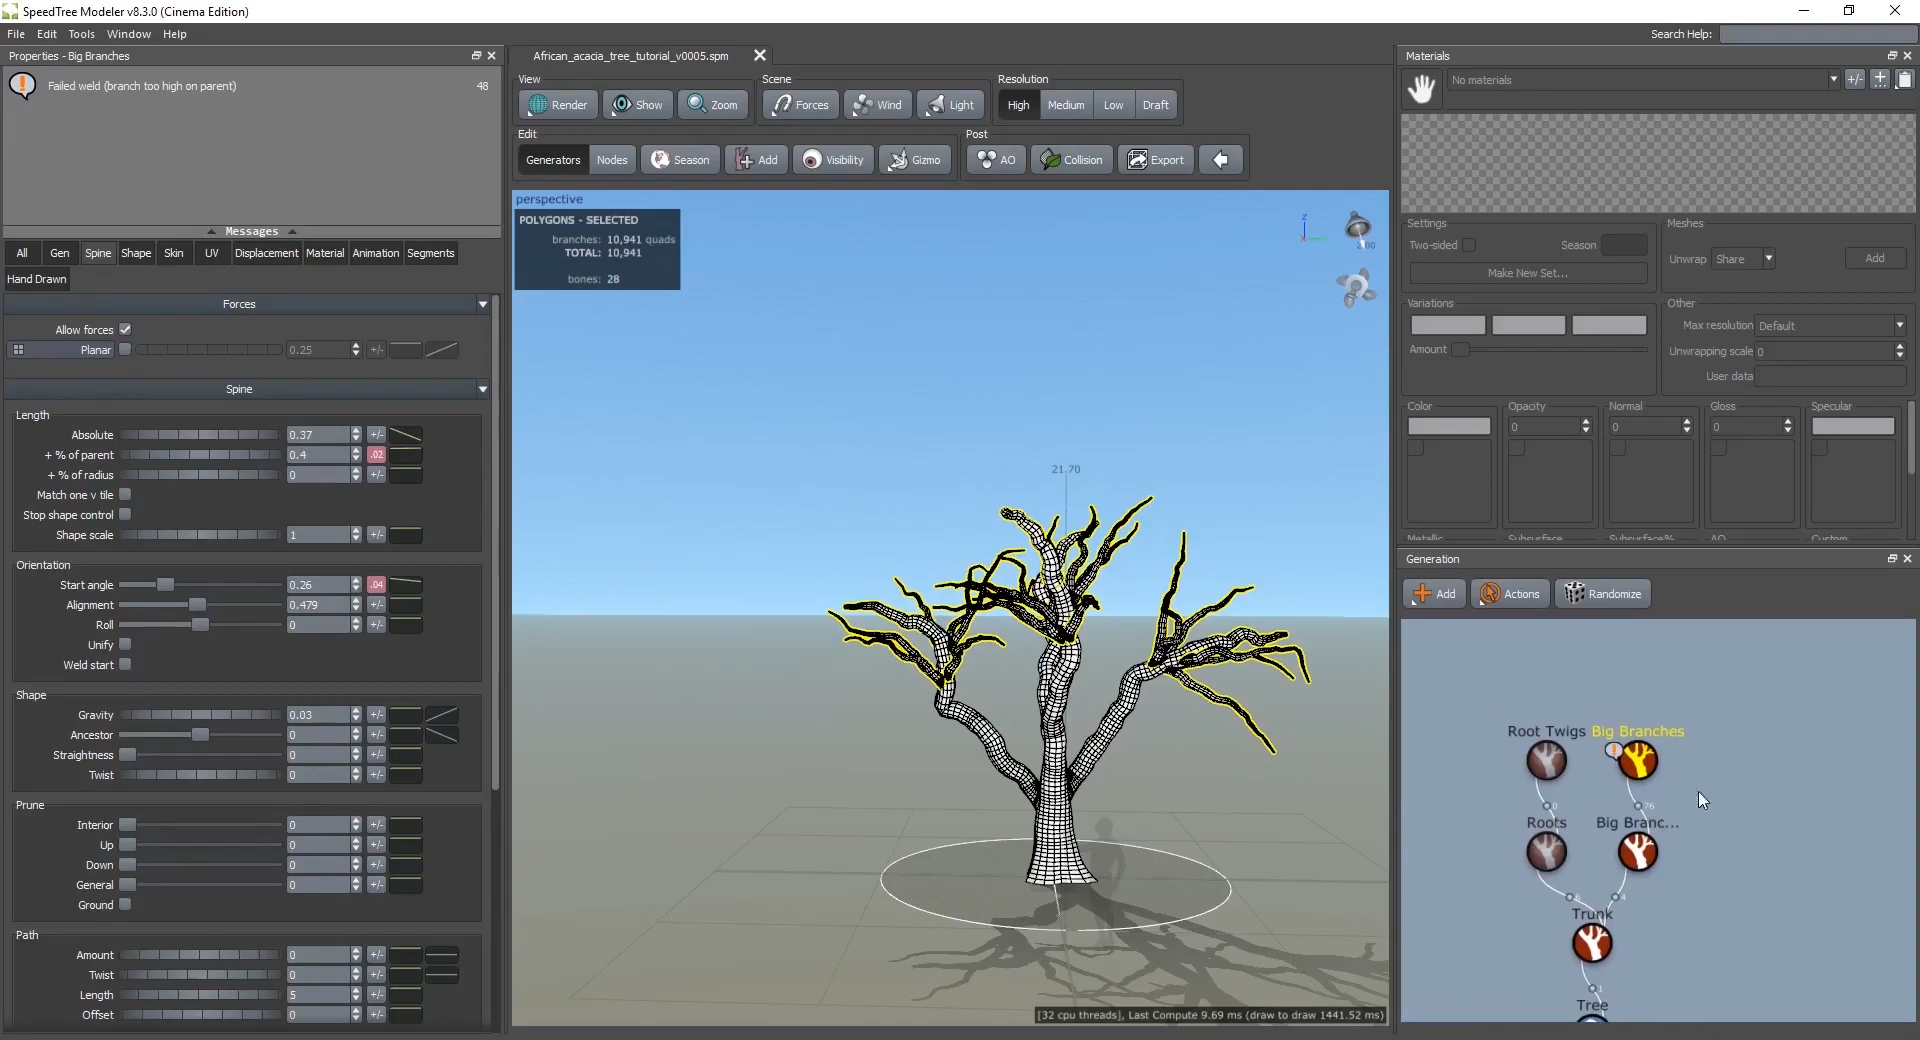 SpeedTree Modeler v8.3.0 (Cinema Edition)
File Edit Tools Window Help
Search Help:
Properties - Big Branches
Failed weld (branch too high on parent) 48
Messages
All Gen Spine Shape Skin UV Displacement Material Animation Segments
Hand Drawn
Forces
Allow forces
Planar 0.25 +/-
Spine
Length
Absolute 0.37 +/-
+ % of parent 0.4 .02
+ % of radius 0 +/-
Match one v tile
Stop shape control
Shape scale 1 +/-
Orientation
Start angle 0.26 .04
Alignment 0.479 +/-
Roll 0 +/-
Unify
Weld start
Shape
Gravity 0.03 +/-
Ancestor 0 +/-
Straightness 0 +/-
Twist 0 +/-
Prune
Interior 0 +/-
Up 0 +/-
Down 0 +/-
General 0 +/-
Ground
Path
Amount 0 +/-
Twist 0 +/-
Length 5 +/-
Offset 0 +/-
African_acacia_tree_tutorial_v0005.spm
View Scene Resolution
Render Show Zoom Forces Wind Light High Medium Low Draft
Edit Post
Generators Nodes Season Add Visibility Gizmo AO Collision Export
perspective
POLYGONS - SELECTED
branches: 10,941 quads
TOTAL: 10,941
bones: 28
z
21.70
[32 cpu threads], Last Compute 9.69 ms (draw to draw 1441.52 ms)
Materials
No materials +/-
Settings Meshes
Two-sided Season
Unwrap Share Add
Make New Set...
Variations Other
Max resolution Default
Amount
Unwrapping scale 0
User data
Color Opacity Normal Gloss Specular
0 0 0
Metallic Subsurface Subsurface% AO Custom
Generation
Add Actions Randomize
Root Twigs Big Branches
0 76
Roots Big Branc...
6 4
Trunk
1
Tree